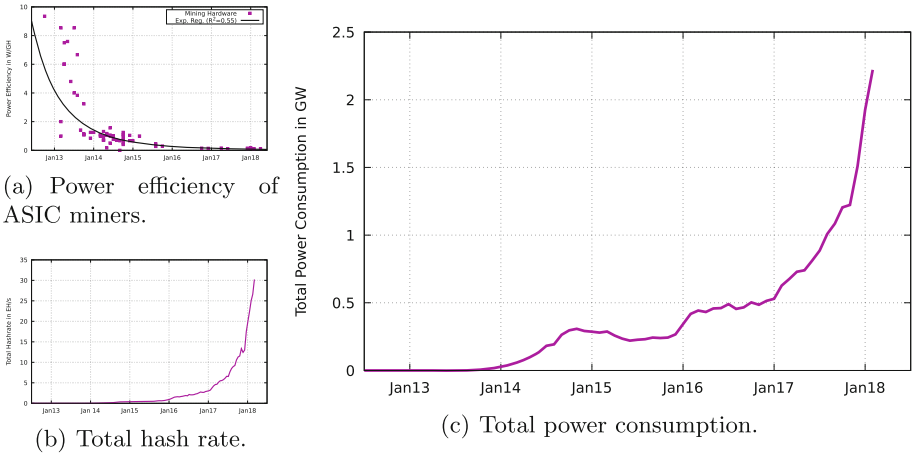 Power Efficiency in W/GH
10
8
6
4
2
0
Mining Hardware
Exp. Reg. (R²=0.55)
Jan13 Jan14 Jan15 Jan16 Jan17 Jan18
(a) Power efficiency of
ASIC miners.
Total Hashrate in EH/s
35
30
25
20
15
10
5
0
Jan13 Jan 14 Jan15 Jan16 Jan17 Jan18
(b) Total hash rate.
Total Power Consumption in GW
2.5
2
1.5
1
0.5
0
Jan13 Jan14 Jan15 Jan16 Jan17 Jan18
(c) Total power consumption.